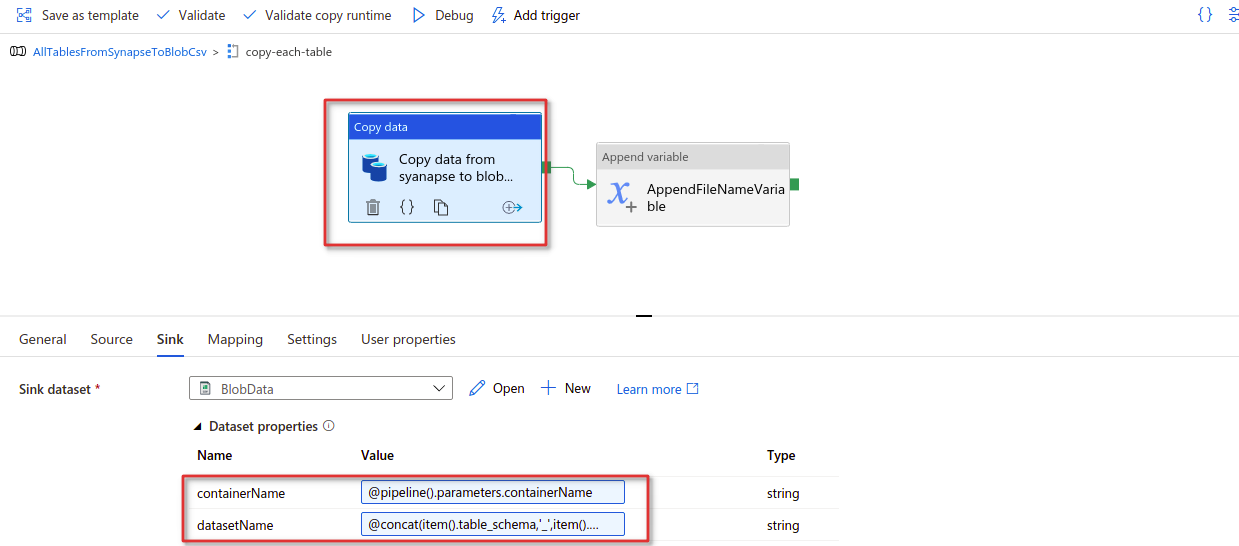 Save as template Validate Validate copy runtime Debug Add trigger {}
AllTablesFromSynapseToBlobCsv > copy-each-table
Copy data
Copy data from
syanapse to blob...
{}
Append variable
AppendFileNameVaria
ble
General Source Sink Mapping Settings User properties
Sink dataset * BlobData Open New Learn more
Dataset properties
Name Value Type
containerName @pipeline().parameters.containerName string
datasetName @concat(item().table_schema,'_',item().... string